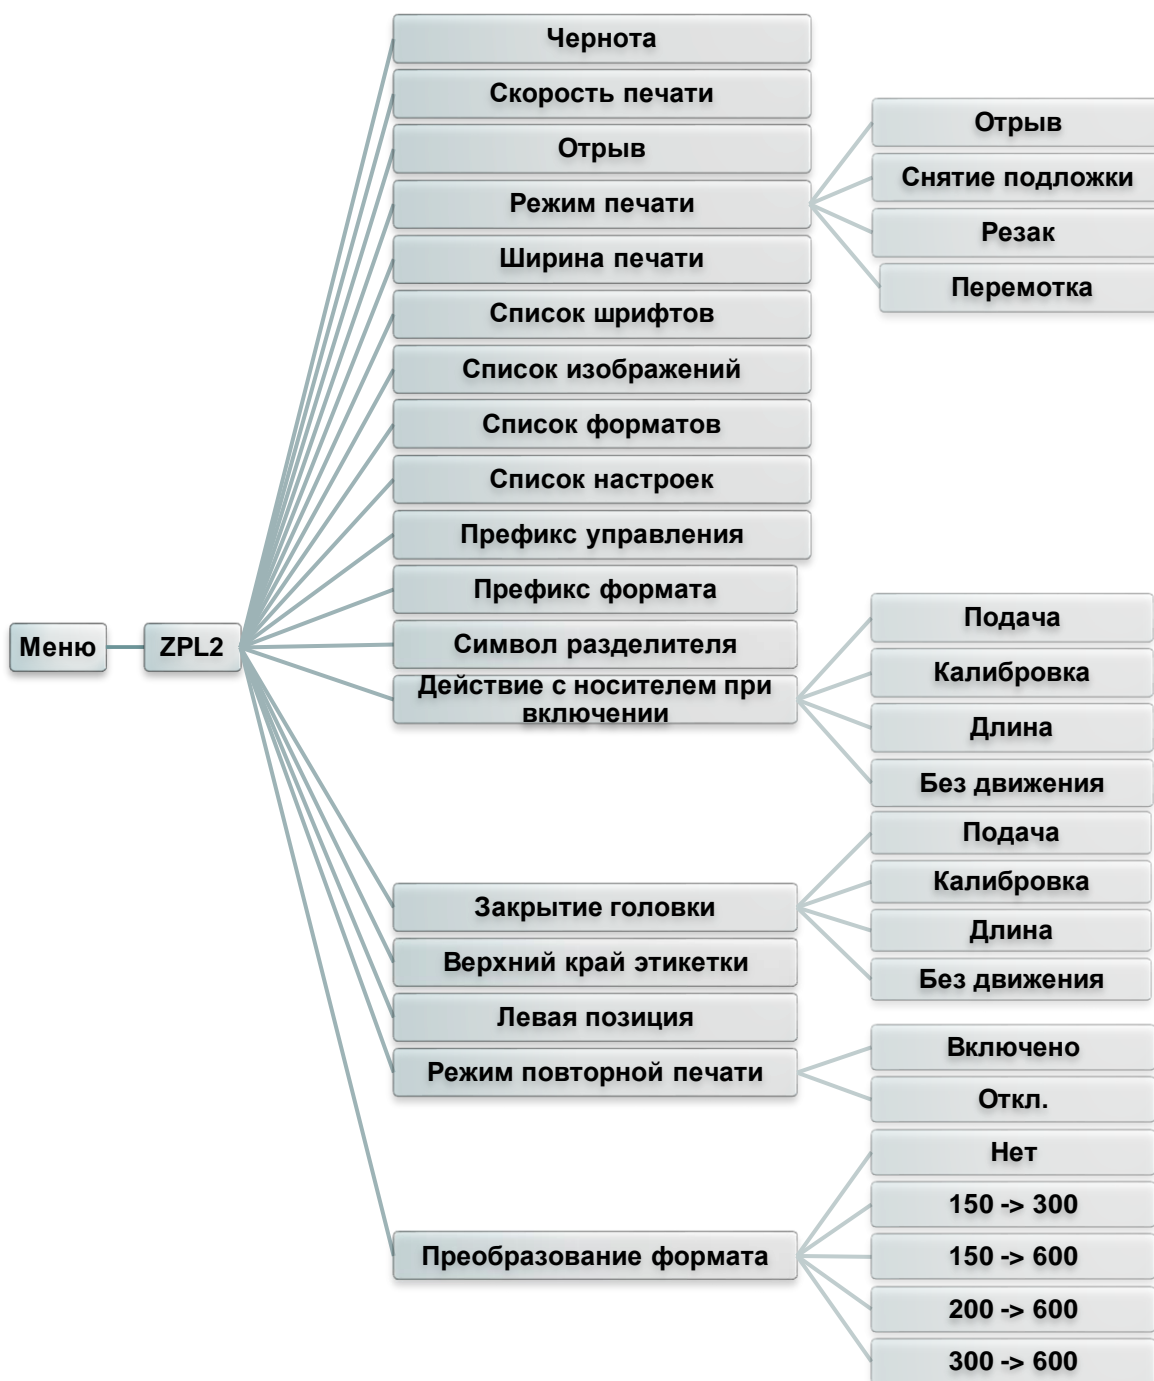 Меню
ZPL2
Чернота
Скорость печати
Отрыв
Режим печати
Отрыв
Снятие подложки
Резак
Перемотка
Ширина печати
Список шрифтов
Список изображений
Список форматов
Список настроек
Префикс управления
Префикс формата
Символ разделителя
Действие с носителем при
включении
Подача
Калибровка
Длина
Без движения
Закрытие головки
Подача
Калибровка
Длина
Без движения
Верхний край этикетки
Левая позиция
Режим повторной печати
Включено
Откл.
Преобразование формата
Нет
150 -> 300
150 -> 600
200 -> 600
300 -> 600